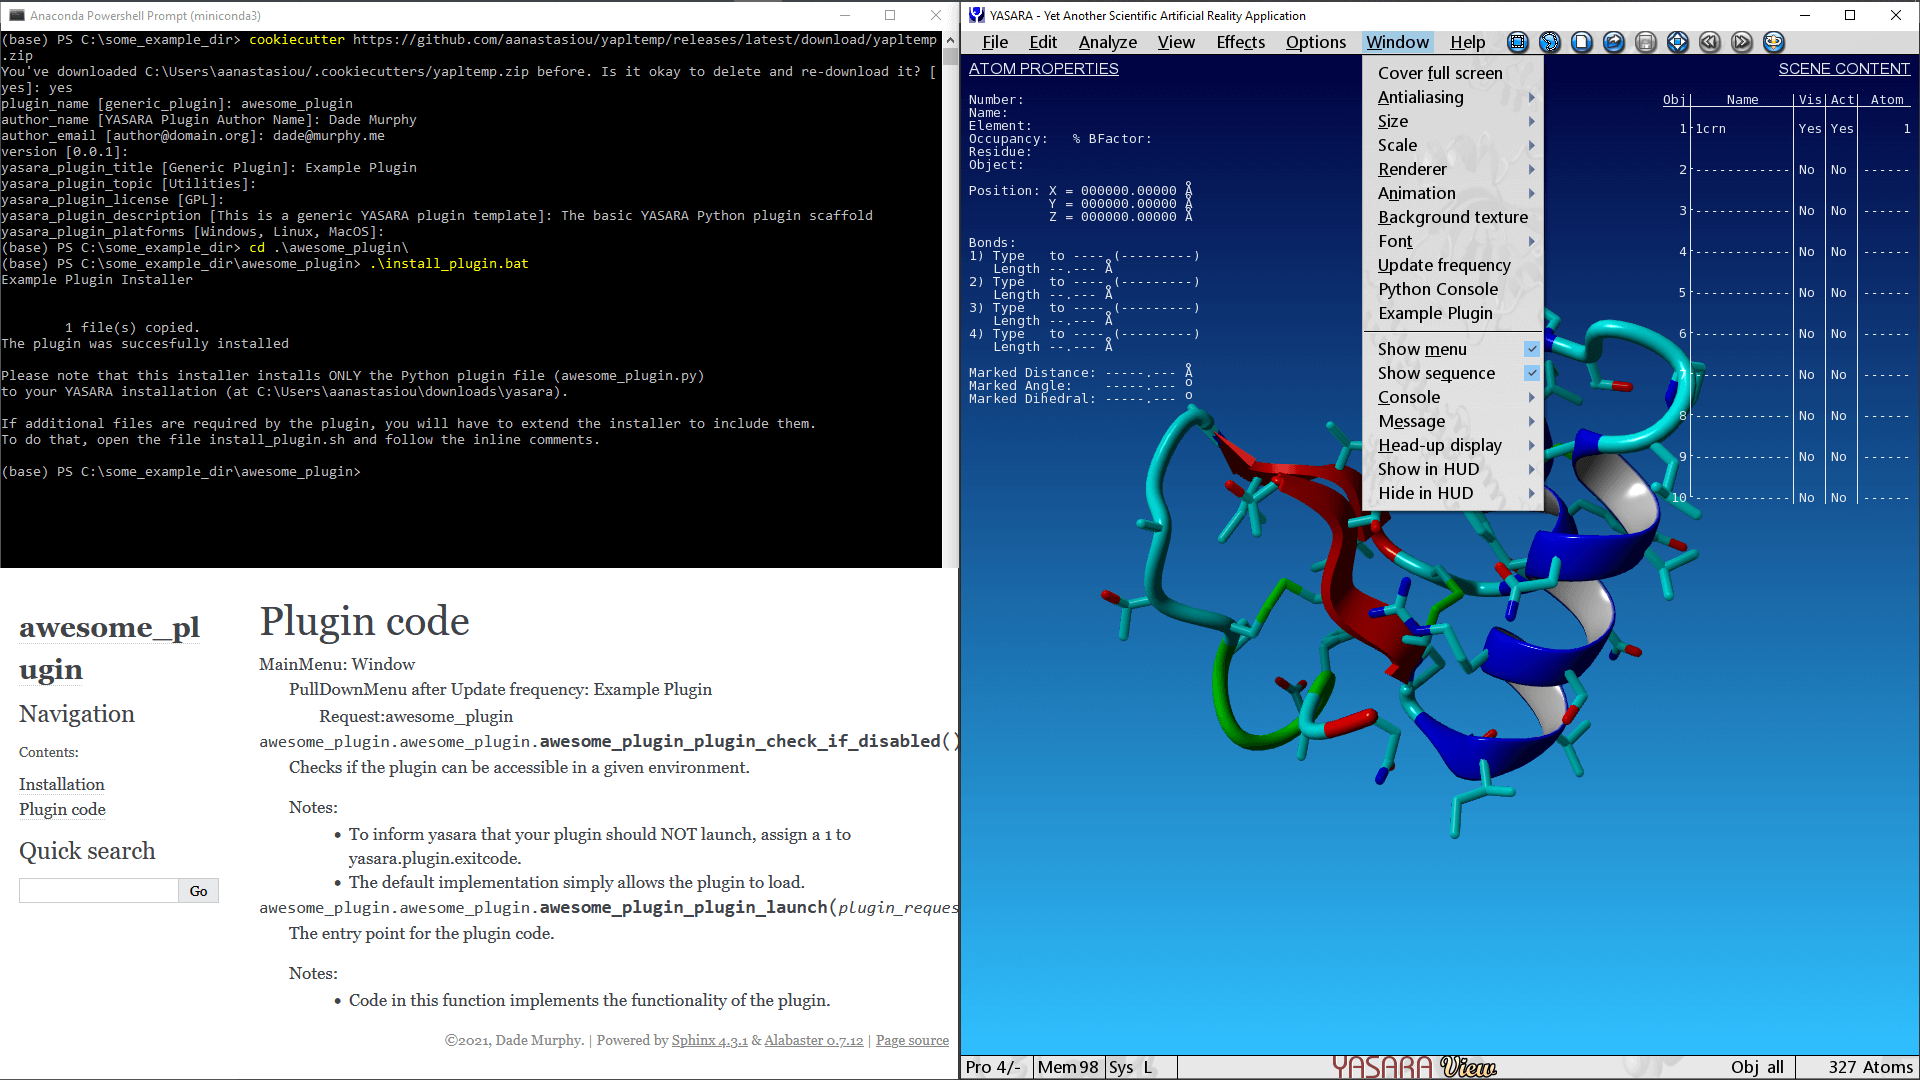 Anaconda Powershell Prompt (miniconda3)
(base) PS C:\some_example_dir> cookiecutter https://github.com/aanastasiou/yapltemp/releases/latest/download/yapltemp
.zip
You've downloaded C:\Users\aanastasiou/.cookiecutters/yapltemp.zip before. Is it okay to delete and re-download it? [
yes]: yes
plugin_name [generic_plugin]: awesome_plugin
author_name [YASARA Plugin Author Name]: Dade Murphy
author_email [author@domain.org]: dade@murphy.me
version [0.0.1]:
yasara_plugin_title [Generic Plugin]: Example Plugin
yasara_plugin_topic [Utilities]:
yasara_plugin_license [GPL]:
yasara_plugin_description [This is a generic YASARA plugin template]: The basic YASARA Python plugin scaffold
yasara_plugin_platforms [Windows, Linux, MacOS]:
(base) PS C:\some_example_dir> cd .\awesome_plugin\
(base) PS C:\some_example_dir\awesome_plugin> .\install_plugin.bat
Example Plugin Installer
1 file(s) copied.
The plugin was succesfully installed
Please note that this installer installs ONLY the Python plugin file (awesome_plugin.py)
to your YASARA installation (at C:\Users\aanastasiou\downloads\yasara).
If additional files are required by the plugin, you will have to extend the installer to include them.
To do that, open the file install_plugin.sh and follow the inline comments.
(base) PS C:\some_example_dir\awesome_plugin>
awesome_pl
ugin
Navigation
Contents:
Installation
Plugin code
Quick search
Go
Plugin code
MainMenu: Window
PullDownMenu after Update frequency: Example Plugin
Request:awesome_plugin
awesome_plugin.awesome_plugin.awesome_plugin_plugin_check_if_disabled()
Checks if the plugin can be accessible in a given environment.
Notes:
• To inform yasara that your plugin should NOT launch, assign a 1 to
yasara.plugin.exitcode.
• The default implementation simply allows the plugin to load.
awesome_plugin.awesome_plugin.awesome_plugin_plugin_launch(plugin_reques
The entry point for the plugin code.
Notes:
• Code in this function implements the functionality of the plugin.
©2021, Dade Murphy. | Powered by Sphinx 4.3.1 & Alabaster 0.7.12 | Page source
YASARA - Yet Another Scientific Artificial Reality Application
File Edit Analyze View Effects Options Window Help
ATOM PROPERTIES
Number:
Name:
Element:
Occupancy: % BFactor:
Residue:
Object:
Position: X = 000000.00000 Å
Y = 000000.00000 Å
Z = 000000.00000 Å
Bonds:
1) Type to ----.(---------)
Length --.--- Å
2) Type to ----.(---------)
Length --.--- Å
3) Type to ----.(---------)
Length --.--- Å
4) Type to ----.(---------)
Length --.--- Å
Marked Distance: -----.--- Å
Marked Angle: -----.--- º
Marked Dihedral: -----.--- º
Cover full screen
Antialiasing
Size
Scale
Renderer
Animation
Background texture
Font
Update frequency
Python Console
Example Plugin
Show menu
Show sequence
Console
Message
Head-up display
Show in HUD
Hide in HUD
SCENE CONTENT
Obj Name Vis Act Atom
1 1crn Yes Yes 1
2 ------------ No No ------
3 ------------ No No ------
4 ------------ No No ------
5 ------------ No No ------
6 ------------ No No ------
7 ------------ No No ------
8 ------------ No No ------
9 ------------ No No ------
10 ------------ No No ------
Pro 4/- Mem 98 Sys L YASARA View Obj all 327 Atoms